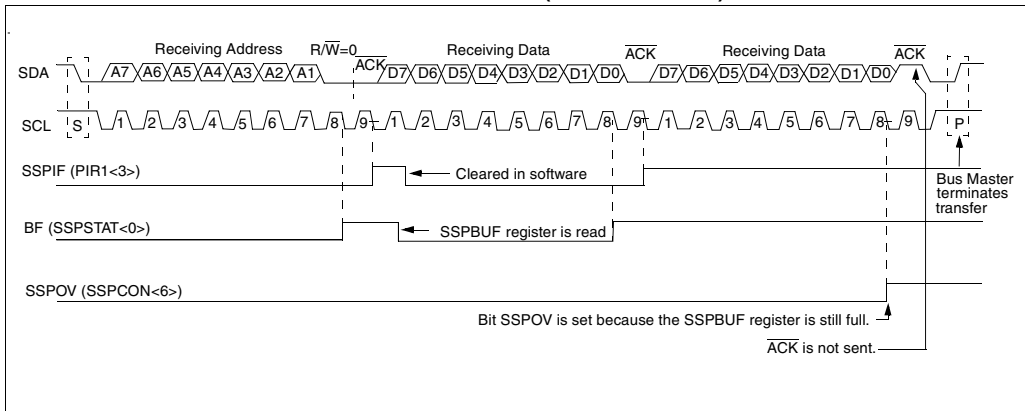 Receiving Address R/W=0 Receiving Data ACK Receiving Data ACK
ACK
SDA A7 A6 A5 A4 A3 A2 A1 D7 D6 D5 D4 D3 D2 D1 D0 D7 D6 D5 D4 D3 D2 D1 D0
SCL S 1 2 3 4 5 6 7 8 9 1 2 3 4 5 6 7 8 9 1 2 3 4 5 6 7 8 9 P
SSPIF (PIR1<3>)
Cleared in software
Bus Master
terminates
transfer
BF (SSPSTAT<0>)
SSPBUF register is read
SSPOV (SSPCON<6>)
Bit SSPOV is set because the SSPBUF register is still full.
ACK is not sent.